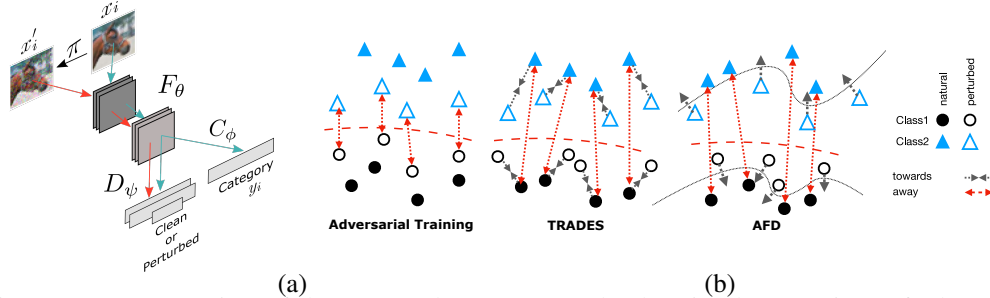 x'_i
x_i
π
F_θ
C_ϕ
D_ψ
Category
y_i
Clean
or
Perturbed
(a)
Adversarial Training
TRADES
AFD
(b)
natural
perturbed
Class1
Class2
towards
away